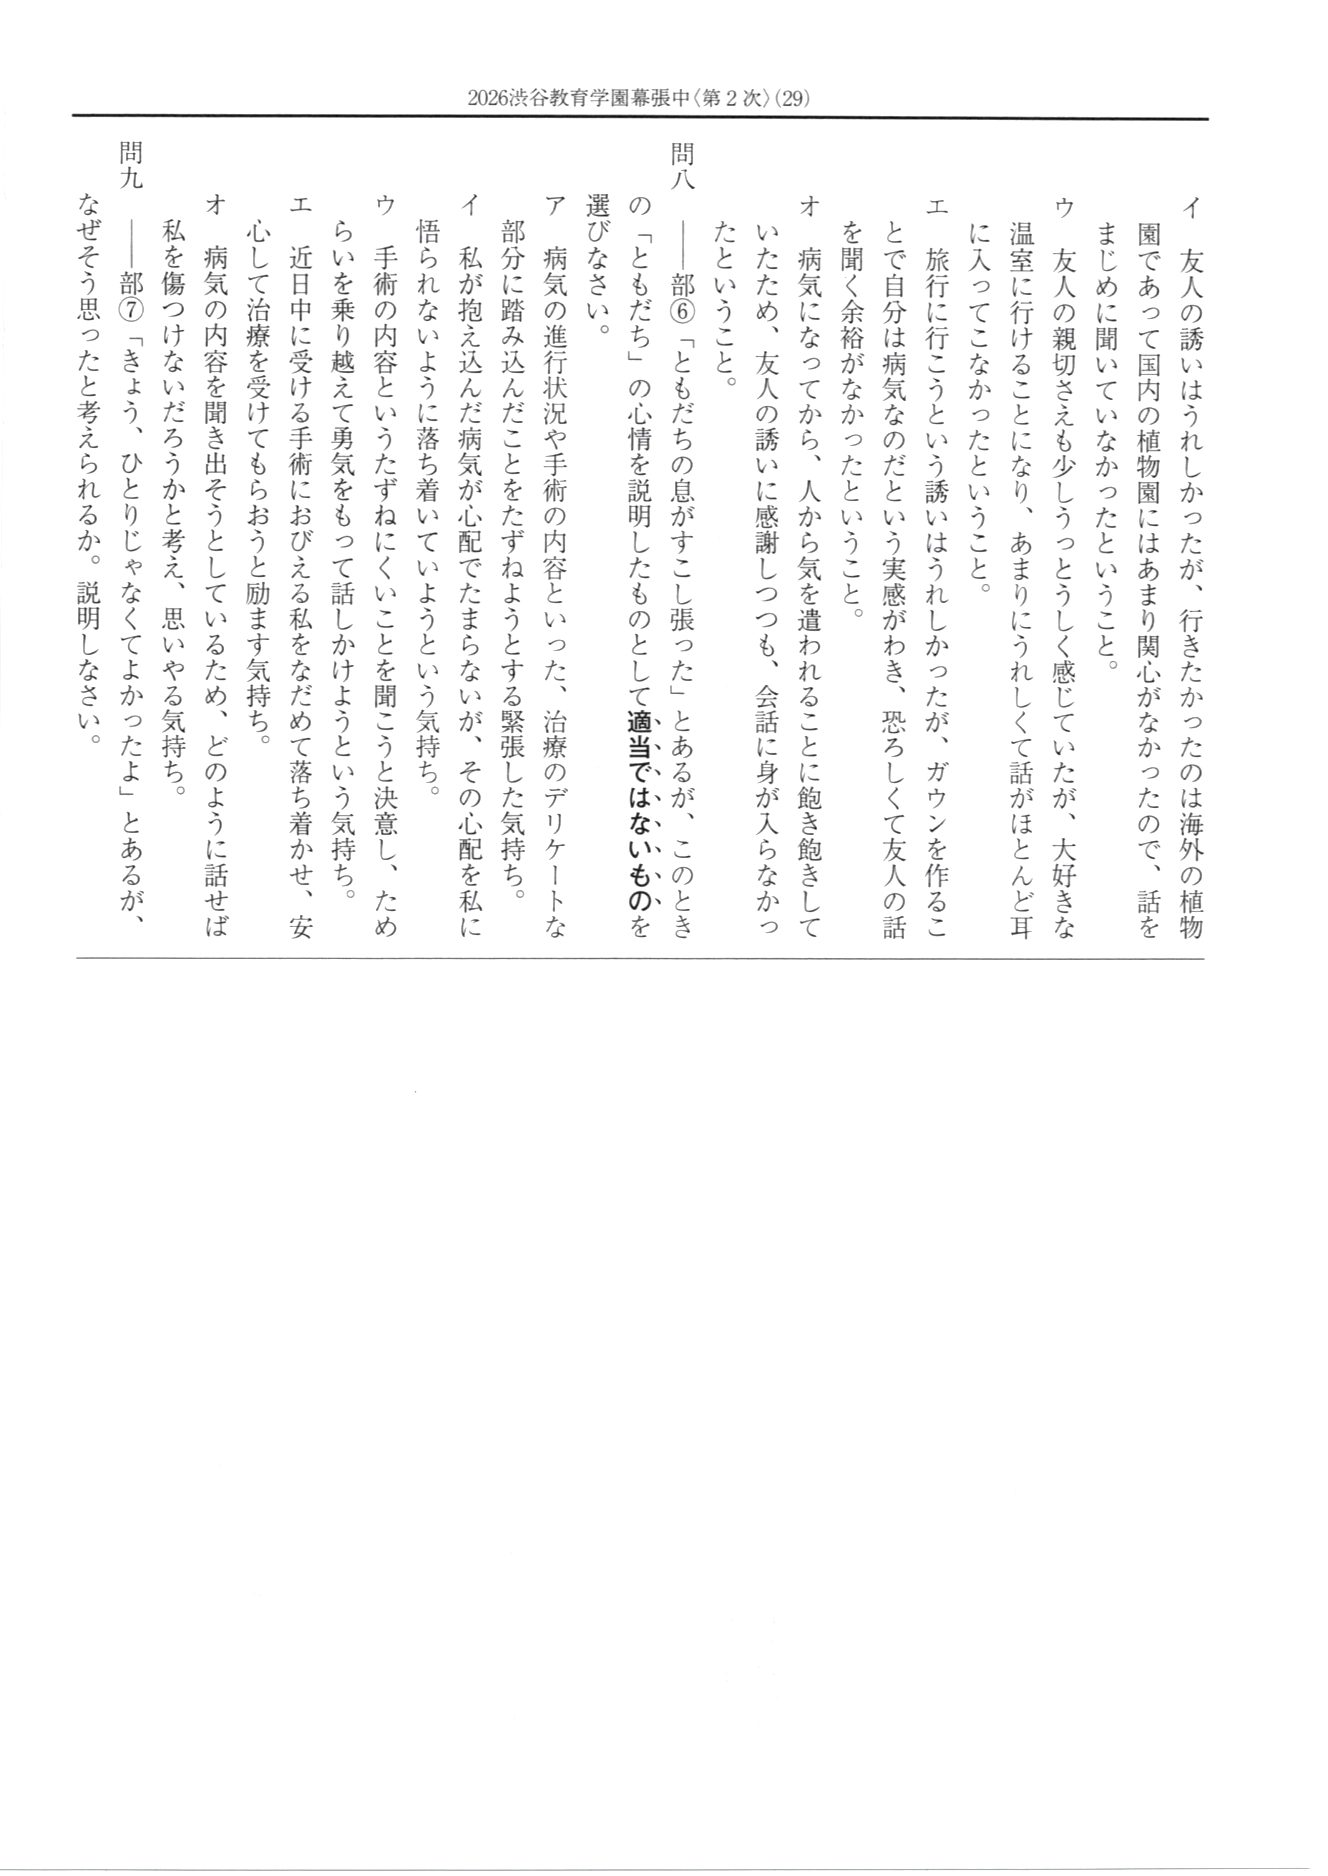 2026渋谷教育学園幕張中〈第2次〉(29)
イ　友人の誘いはうれしかったが、行きたかったのは海外の植物
園であって国内の植物園にはあまり関心がなかったので、話を
まじめに聞いていなかったということ。
ウ　友人の親切さえも少しうっとうしく感じていたが、大好きな
温室に行けることになり、あまりにうれしくて話がほとんど耳
に入ってこなかったということ。
エ　旅行に行こうという誘いはうれしかったが、ガウンを作るこ
とで自分は病気なのだという実感がわき、恐ろしくて友人の話
を聞く余裕がなかったということ。
オ　病気になってから、人から気を遣われることに飽き飽きして
いたため、友人の誘いに感謝しつつも、会話に身が入らなかっ
たということ。
問八　――部⑥「ともだちの息がすこし張った」とあるが、このとき
の「ともだち」の心情を説明したものとして適当ではないものを
選びなさい。
ア　病気の進行状況や手術の内容といった、治療のデリケートな
部分に踏み込んだことをたずねようとする緊張した気持ち。
イ　私が抱え込んだ病気が心配でたまらないが、その心配を私に
悟られないように落ち着いていようという気持ち。
ウ　手術の内容というたずねにくいことを聞こうと決意し、ため
らいを乗り越えて勇気をもって話しかけようという気持ち。
エ　近日中に受ける手術におびえる私をなだめて落ち着かせ、安
心して治療を受けてもらおうと励ます気持ち。
オ　病気の内容を聞き出そうとしているため、どのように話せば
私を傷つけないだろうかと考え、思いやる気持ち。
問九　――部⑦「きょう、ひとりじゃなくてよかったよ」とあるが、
なぜそう思ったと考えられるか。説明しなさい。